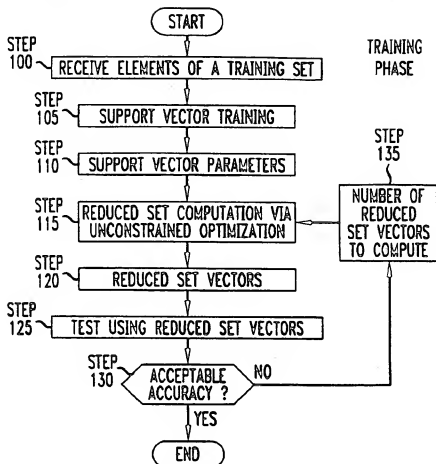 START
TRAINING
PHASE
STEP
100
RECEIVE ELEMENTS OF A TRAINING SET
STEP
105
SUPPORT VECTOR TRAINING
STEP
110
SUPPORT VECTOR PARAMETERS
STEP
135
NUMBER OF
REDUCED
SET VECTORS
TO COMPUTE
STEP
115
REDUCED SET COMPUTATION VIA
UNCONSTRAINED OPTIMIZATION
STEP
120
REDUCED SET VECTORS
STEP
125
TEST USING REDUCED SET VECTORS
STEP
130
ACCEPTABLE
ACCURACY ?
NO
YES
END